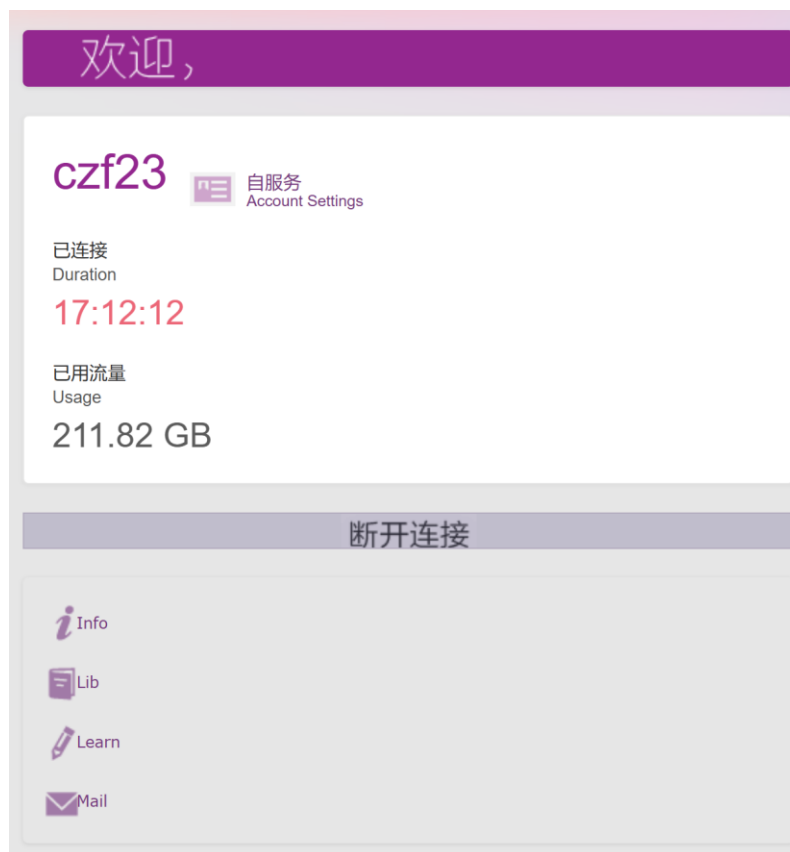 欢迎,
czf23
自服务
Account Settings
已连接
Duration
17:12:12
已用流量
Usage
211.82 GB
断开连接
Info
Lib
Learn
Mail